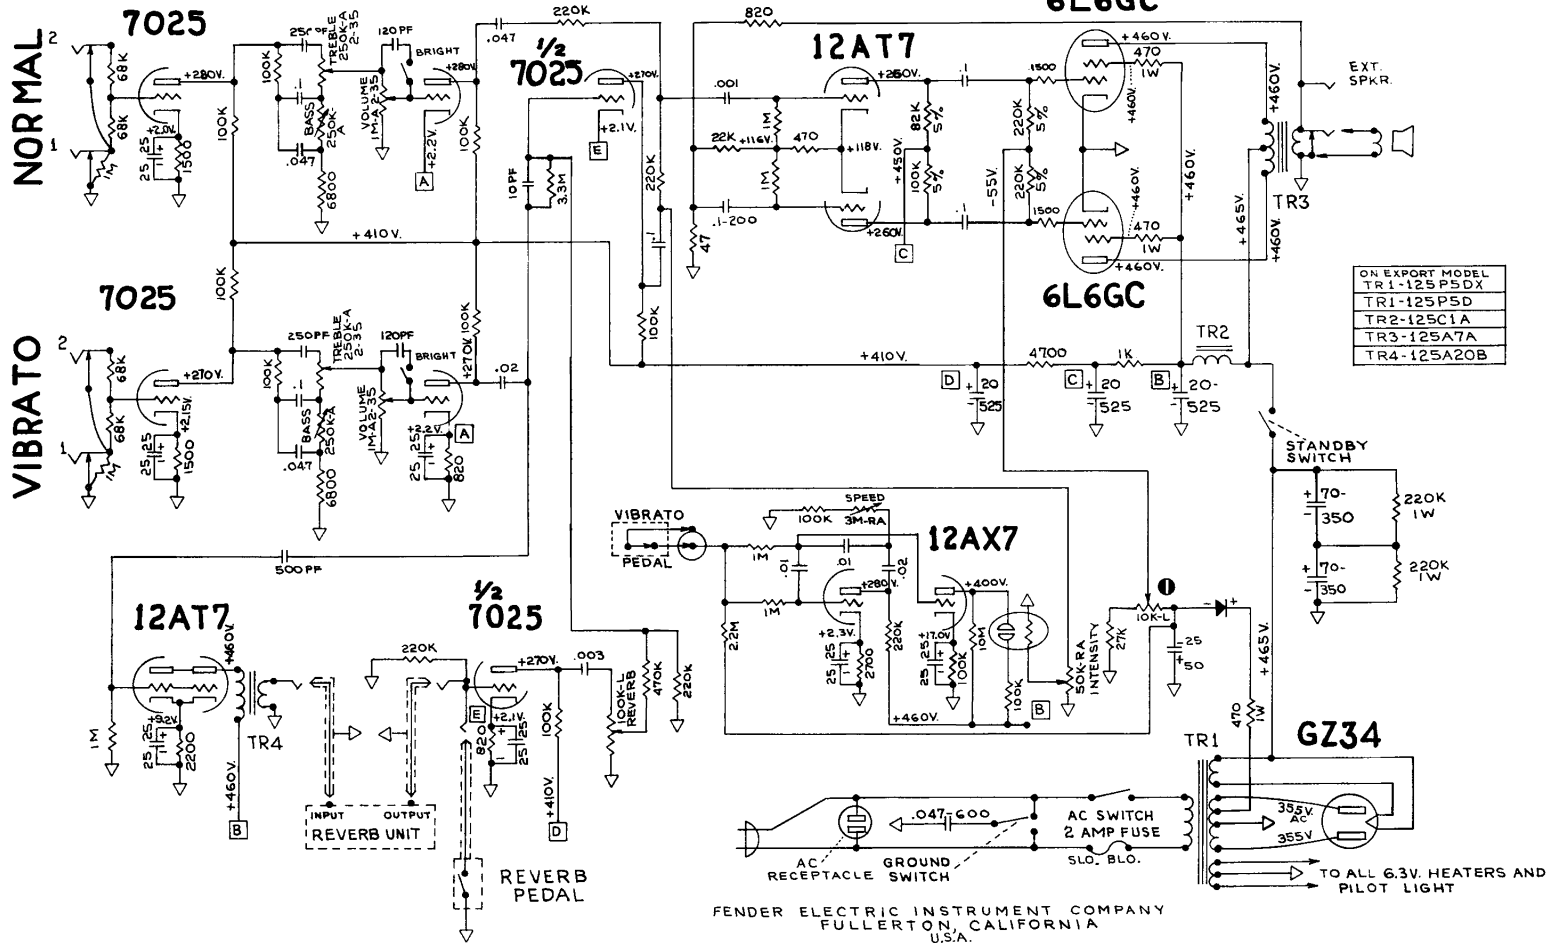 NORMAL
7025
2
68K
68K
1
1M
+280V.
+2.0V.
25 25
1500
100K
100K
250PF
TREBLE
250K-A
2-35
.1
BASS
250K-A
.047
6800
120PF
BRIGHT
VOLUME
1M-A 2-35
+280V.
+2.2V.
A
100K
.047
220K
1/2
7025
+270V.
+2.1V.
E
10PF
3.3M
220K
.1
100K
820
12AT7
.001
1M
22K
+116V.
470
1M
.1-200
47
+260V.
+118V.
+260V.
82K
5%
+450V.
100K
5%
C
.1
.1
220K
5%
-55V.
220K
5%
1500
1500
6L6GC
+460V.
470
1W
+460V.
+460V.
470
1W
+460V.
+460V.
6L6GC
+460V.
+465V.
+460V.
TR3
EXT.
SPKR.
ON EXPORT MODEL
TR1-125P5DX
TR1-125P5D
TR2-125C1A
TR3-125A7A
TR4-125A20B
+410V.
100K
100K
VIBRATO
7025
2
68K
68K
1
1M
+270V.
+2.15V.
25 25
1500
100K
250PF
TREBLE
250K-A
2-35
.1
BASS
250K-A
.047
6800
120PF
BRIGHT
VOLUME
1M-A2-35
+270V.
+2.2V.
25 25
820
A
.02
+410V.
D
20
525
4700
C
20
525
1K
B
20-
525
TR2
STANDBY
SWITCH
70-
350
220K
1W
70-
350
220K
1W
+465V.
500PF
12AT7
1M
+9.2V.
25 25
2200
+460V.
TR4
+460V.
B
220K
INPUT
OUTPUT
REVERB UNIT
1/2
7025
+270V.
E
+2.1V.
820
25 25
REVERB
PEDAL
100K
+410V.
D
.003
100K-L
REVERB
470K
220K
VIBRATO
PEDAL
1M
1M
2.2M
SPEED
100K
3M-RA
.01
.01
.02
12AX7
+280V.
+2.3V.
25 25
2700
220K
+400V.
+17.0V.
25 25
100K
10M
100K
+460V.
B
50K-RA
INTENSITY
27K
1
10K-L
25
50
470
1W
TR1
GZ34
355V.
AC
355V
AC
RECEPTACLE
.047-600
GROUND
SWITCH
AC SWITCH
2 AMP FUSE
SLO. BLO.
TO ALL 6.3V. HEATERS AND
PILOT LIGHT
FENDER ELECTRIC INSTRUMENT COMPANY
FULLERTON, CALIFORNIA
U.S.A.